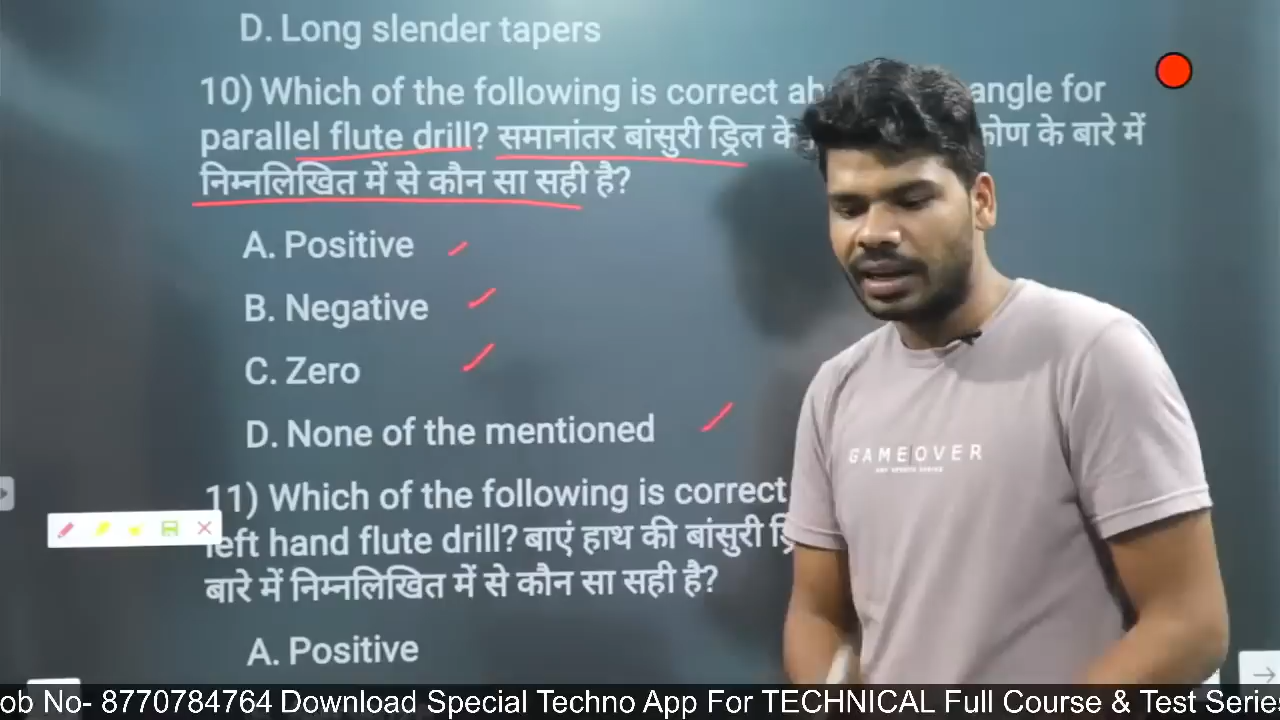 D. Long slender tapers
10) Which of the following is correct angle for
parallel flute drill? समानांतर बांसुरी ड्रिल के कोण के बारे में
निम्नलिखित में से कौन सा सही है?
A. Positive
B. Negative
C. Zero
D. None of the mentioned
11) Which of the following is correct
left hand flute drill? बाएं हाथ की बांसुरी
बारे में निम्नलिखित में से कौन सा सही है?
A. Positive
GAMEOVER
ob No- 8770784764 Download Special Techno App For TECHNICAL Full Course & Test Serie